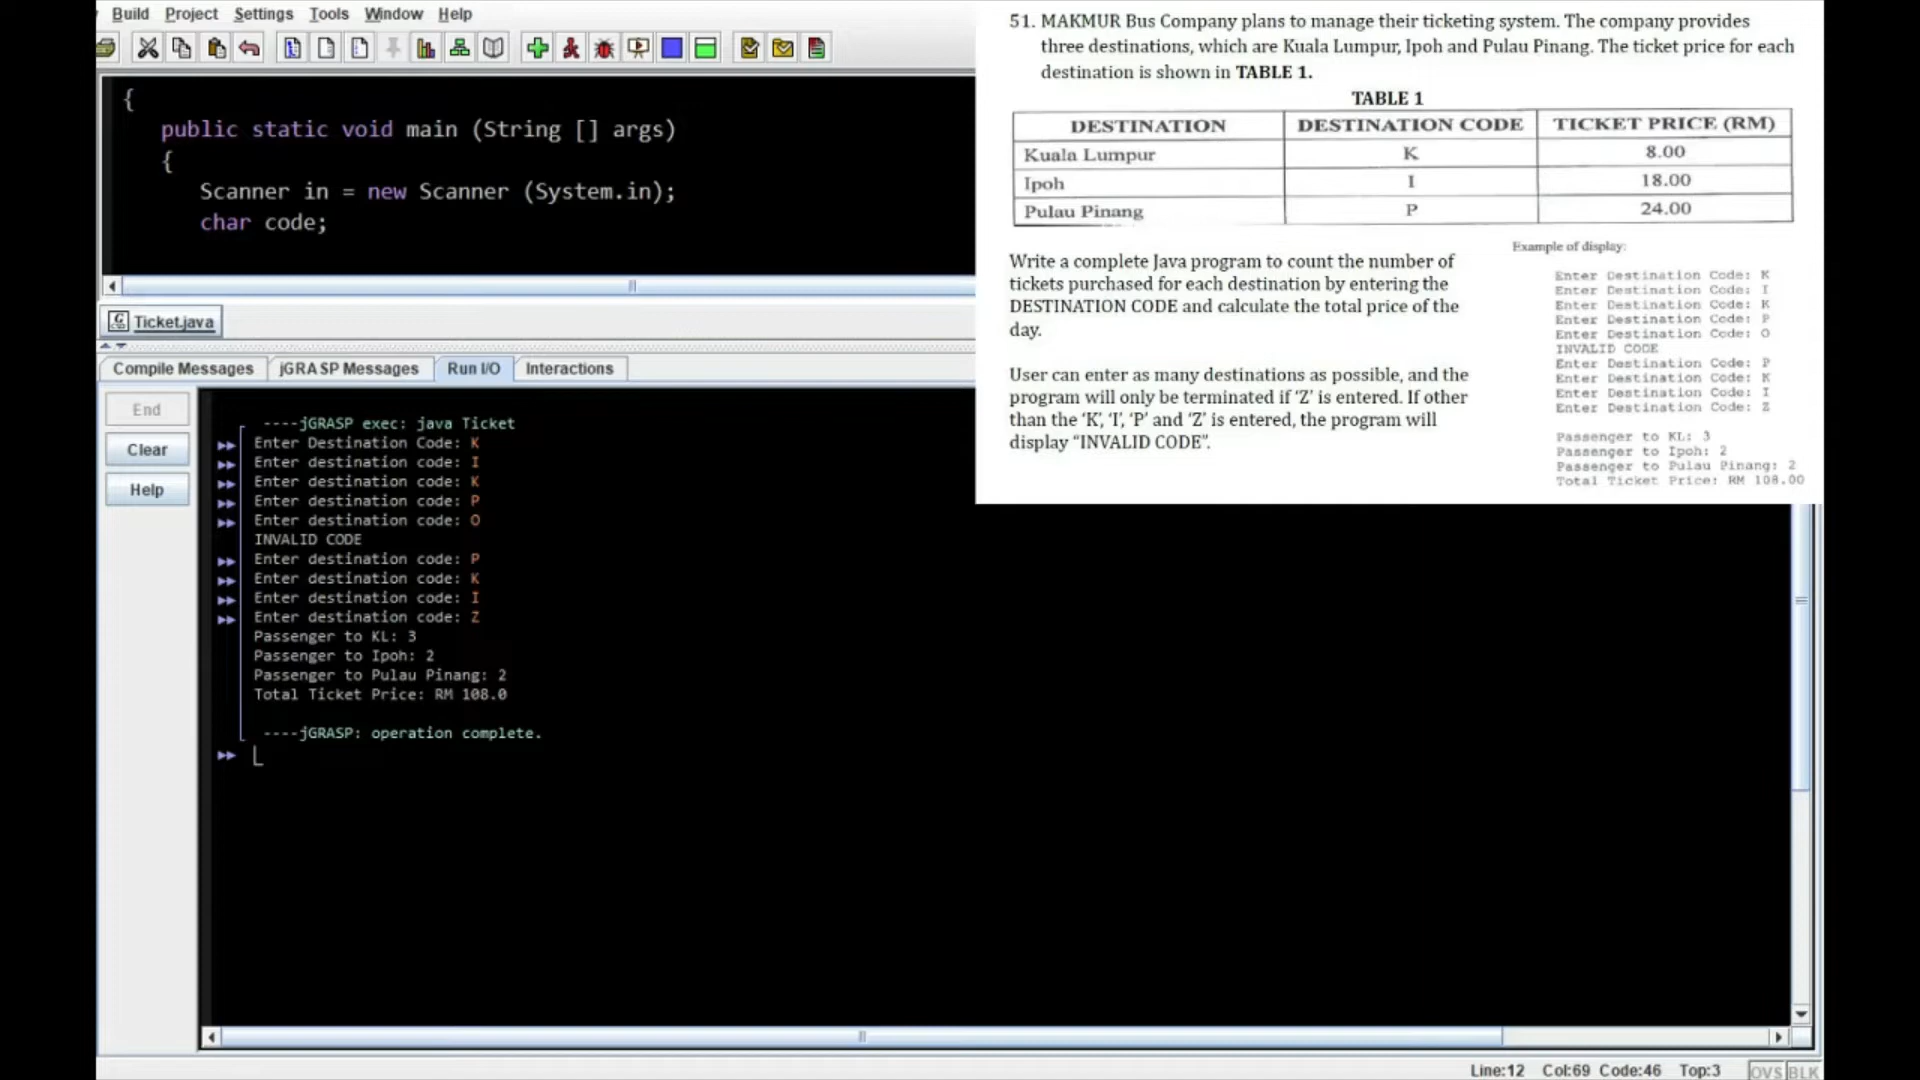 Build Project Settings Tools Window Help
{
public static void main (String [] args)
{
Scanner in = new Scanner (System.in);
char code;
Ticket.java
Compile Messages jGRASP Messages Run I/O Interactions
End
Clear
Help
----jGRASP exec: java Ticket
Enter Destination Code: K
Enter destination code: I
Enter destination code: K
Enter destination code: P
Enter destination code: O
INVALID CODE
Enter destination code: P
Enter destination code: K
Enter destination code: I
Enter destination code: Z
Passenger to KL: 3
Passenger to Ipoh: 2
Passenger to Pulau Pinang: 2
Total Ticket Price: RM 108.0
----jGRASP: operation complete.
51. MAKMUR Bus Company plans to manage their ticketing system. The company provides
three destinations, which are Kuala Lumpur, Ipoh and Pulau Pinang. The ticket price for each
destination is shown in TABLE 1.
TABLE 1
DESTINATION DESTINATION CODE TICKET PRICE (RM)
Kuala Lumpur K 8.00
Ipoh I 18.00
Pulau Pinang P 24.00
Write a complete Java program to count the number of
tickets purchased for each destination by entering the
DESTINATION CODE and calculate the total price of the
day.
User can enter as many destinations as possible, and the
program will only be terminated if ‘Z’ is entered. If other
than the ‘K’, ‘I’, ‘P’ and ‘Z’ is entered, the program will
display “INVALID CODE”.
Example of display:
Enter Destination Code: K
Enter Destination Code: I
Enter Destination Code: K
Enter Destination Code: P
Enter Destination Code: O
INVALID CODE
Enter Destination Code: P
Enter Destination Code: K
Enter Destination Code: I
Enter Destination Code: Z
Passenger to KL: 3
Passenger to Ipoh: 2
Passenger to Pulau Pinang: 2
Total Ticket Price: RM 108.00
Line:12 Col:69 Code:46 Top:3 OVS BLK